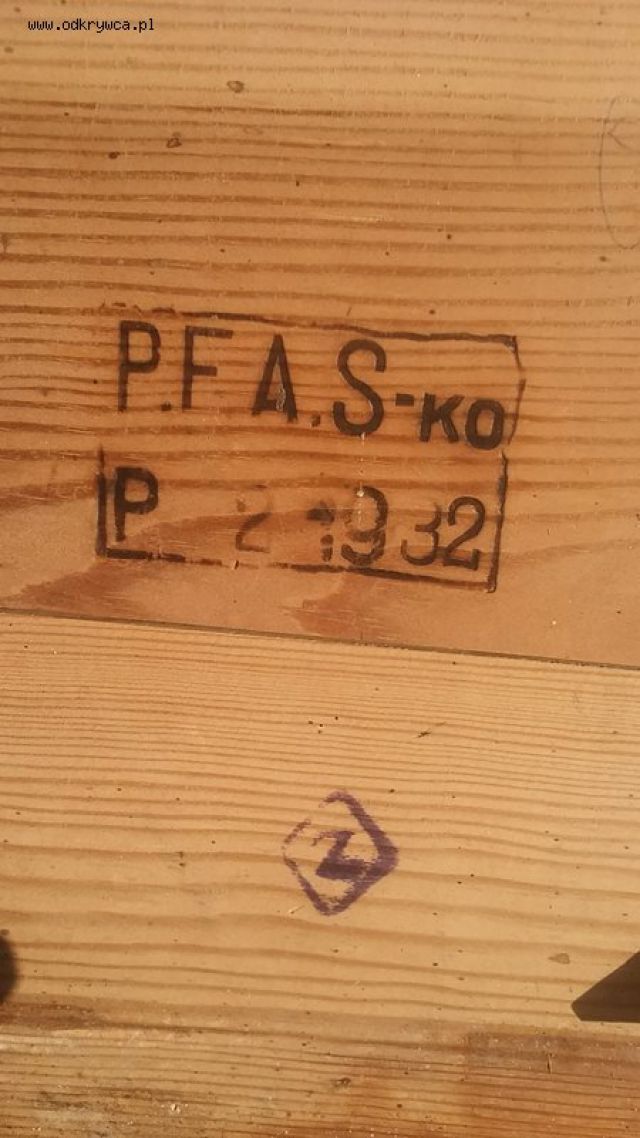 www.odkrywca.pl
P.F A.S-KO
P 2 1932
Z